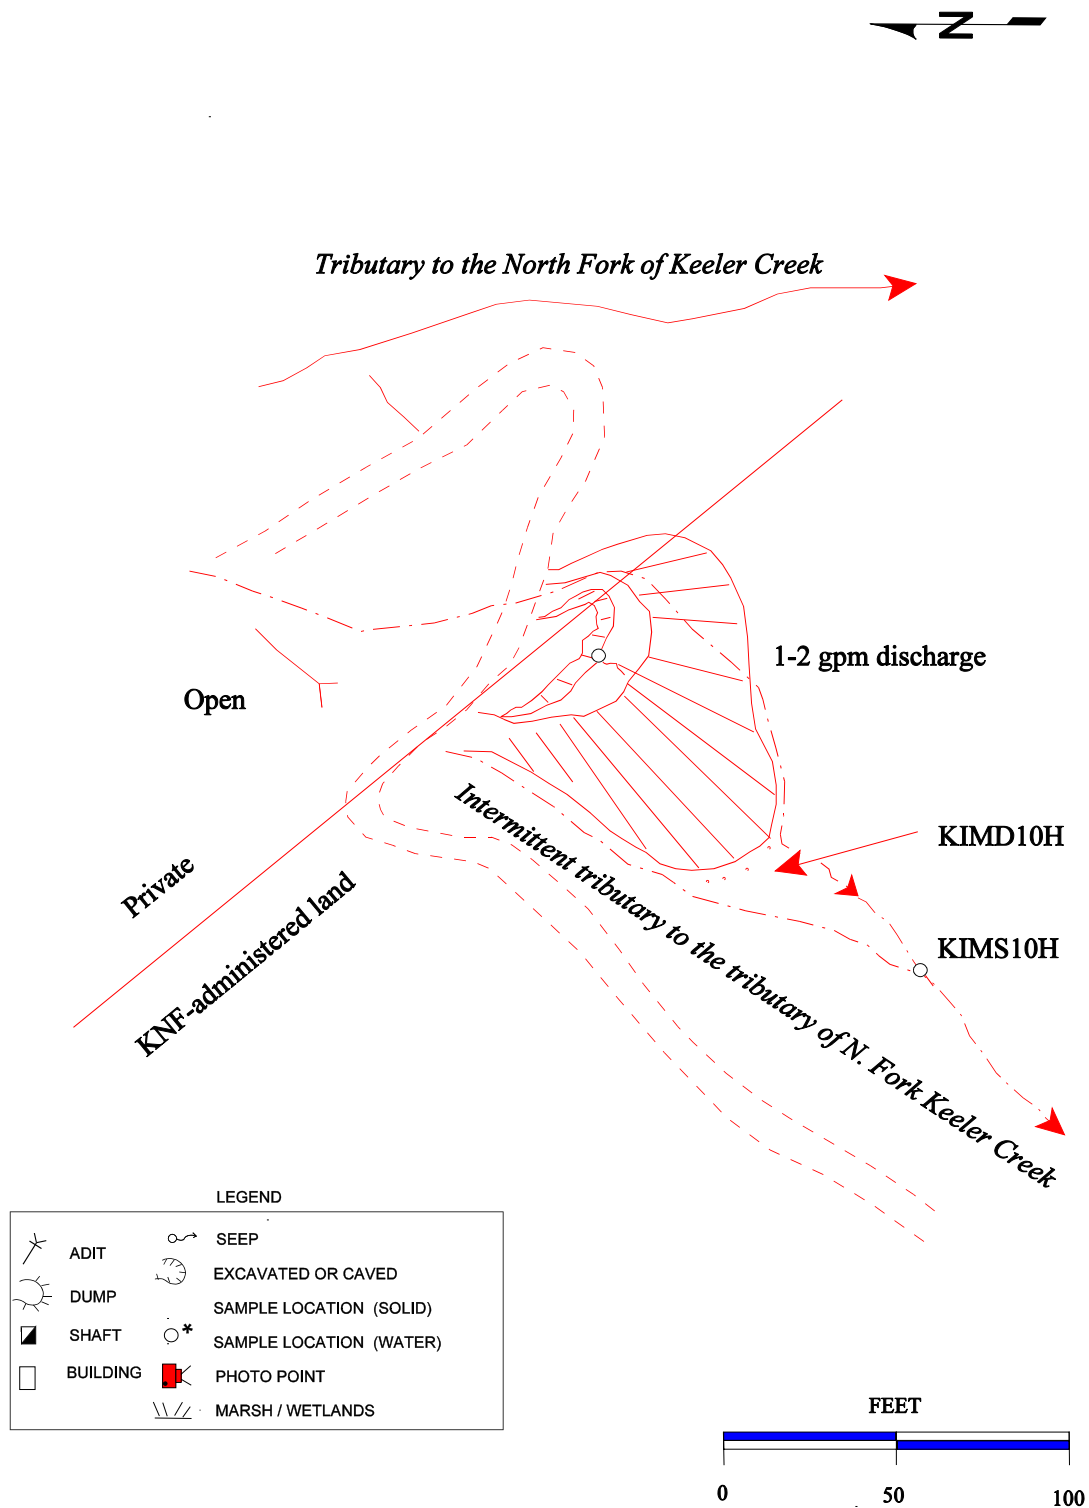 N
Tributary to the North Fork of Keeler Creek
1-2 gpm discharge
Open
Intermittent tributary to the tributary of N. Fork Keeler Creek
KIMD10H
Private
KNF-administered land
KIMS10H
LEGEND
ADIT
SEEP
DUMP
EXCAVATED OR CAVED
SAMPLE LOCATION (SOLID)
SHAFT
* SAMPLE LOCATION (WATER)
BUILDING
PHOTO POINT
MARSH / WETLANDS
FEET
0 50 100